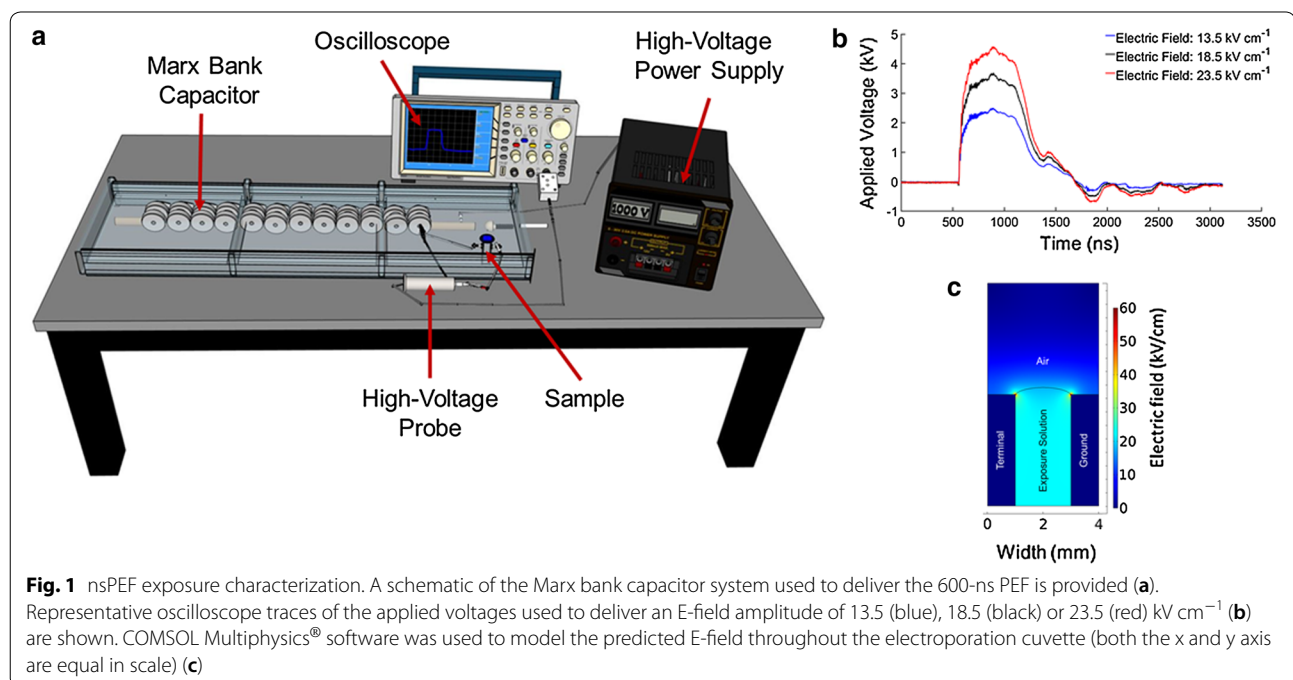 a
Oscilloscope
High-Voltage
Power Supply
Marx Bank
Capacitor
1000 V
High-Voltage
Probe
Sample
b
Electric Field: 13.5 kV cm⁻¹
Electric Field: 18.5 kV cm⁻¹
Electric Field: 23.5 kV cm⁻¹
Applied Voltage (kV)
5
4
3
2
1
0
-1
0 500 1000 1500 2000 2500 3000 3500
Time (ns)
c
Air
Terminal
Exposure Solution
Ground
60
50
40
30
20
10
0
Electric field (kV/cm)
0 2 4
Width (mm)
Fig. 1 nsPEF exposure characterization. A schematic of the Marx bank capacitor system used to deliver the 600-ns PEF is provided (a).
Representative oscilloscope traces of the applied voltages used to deliver an E-field amplitude of 13.5 (blue), 18.5 (black) or 23.5 (red) kV cm⁻¹ (b)
are shown. COMSOL Multiphysics® software was used to model the predicted E-field throughout the electroporation cuvette (both the x and y axis
are equal in scale) (c)